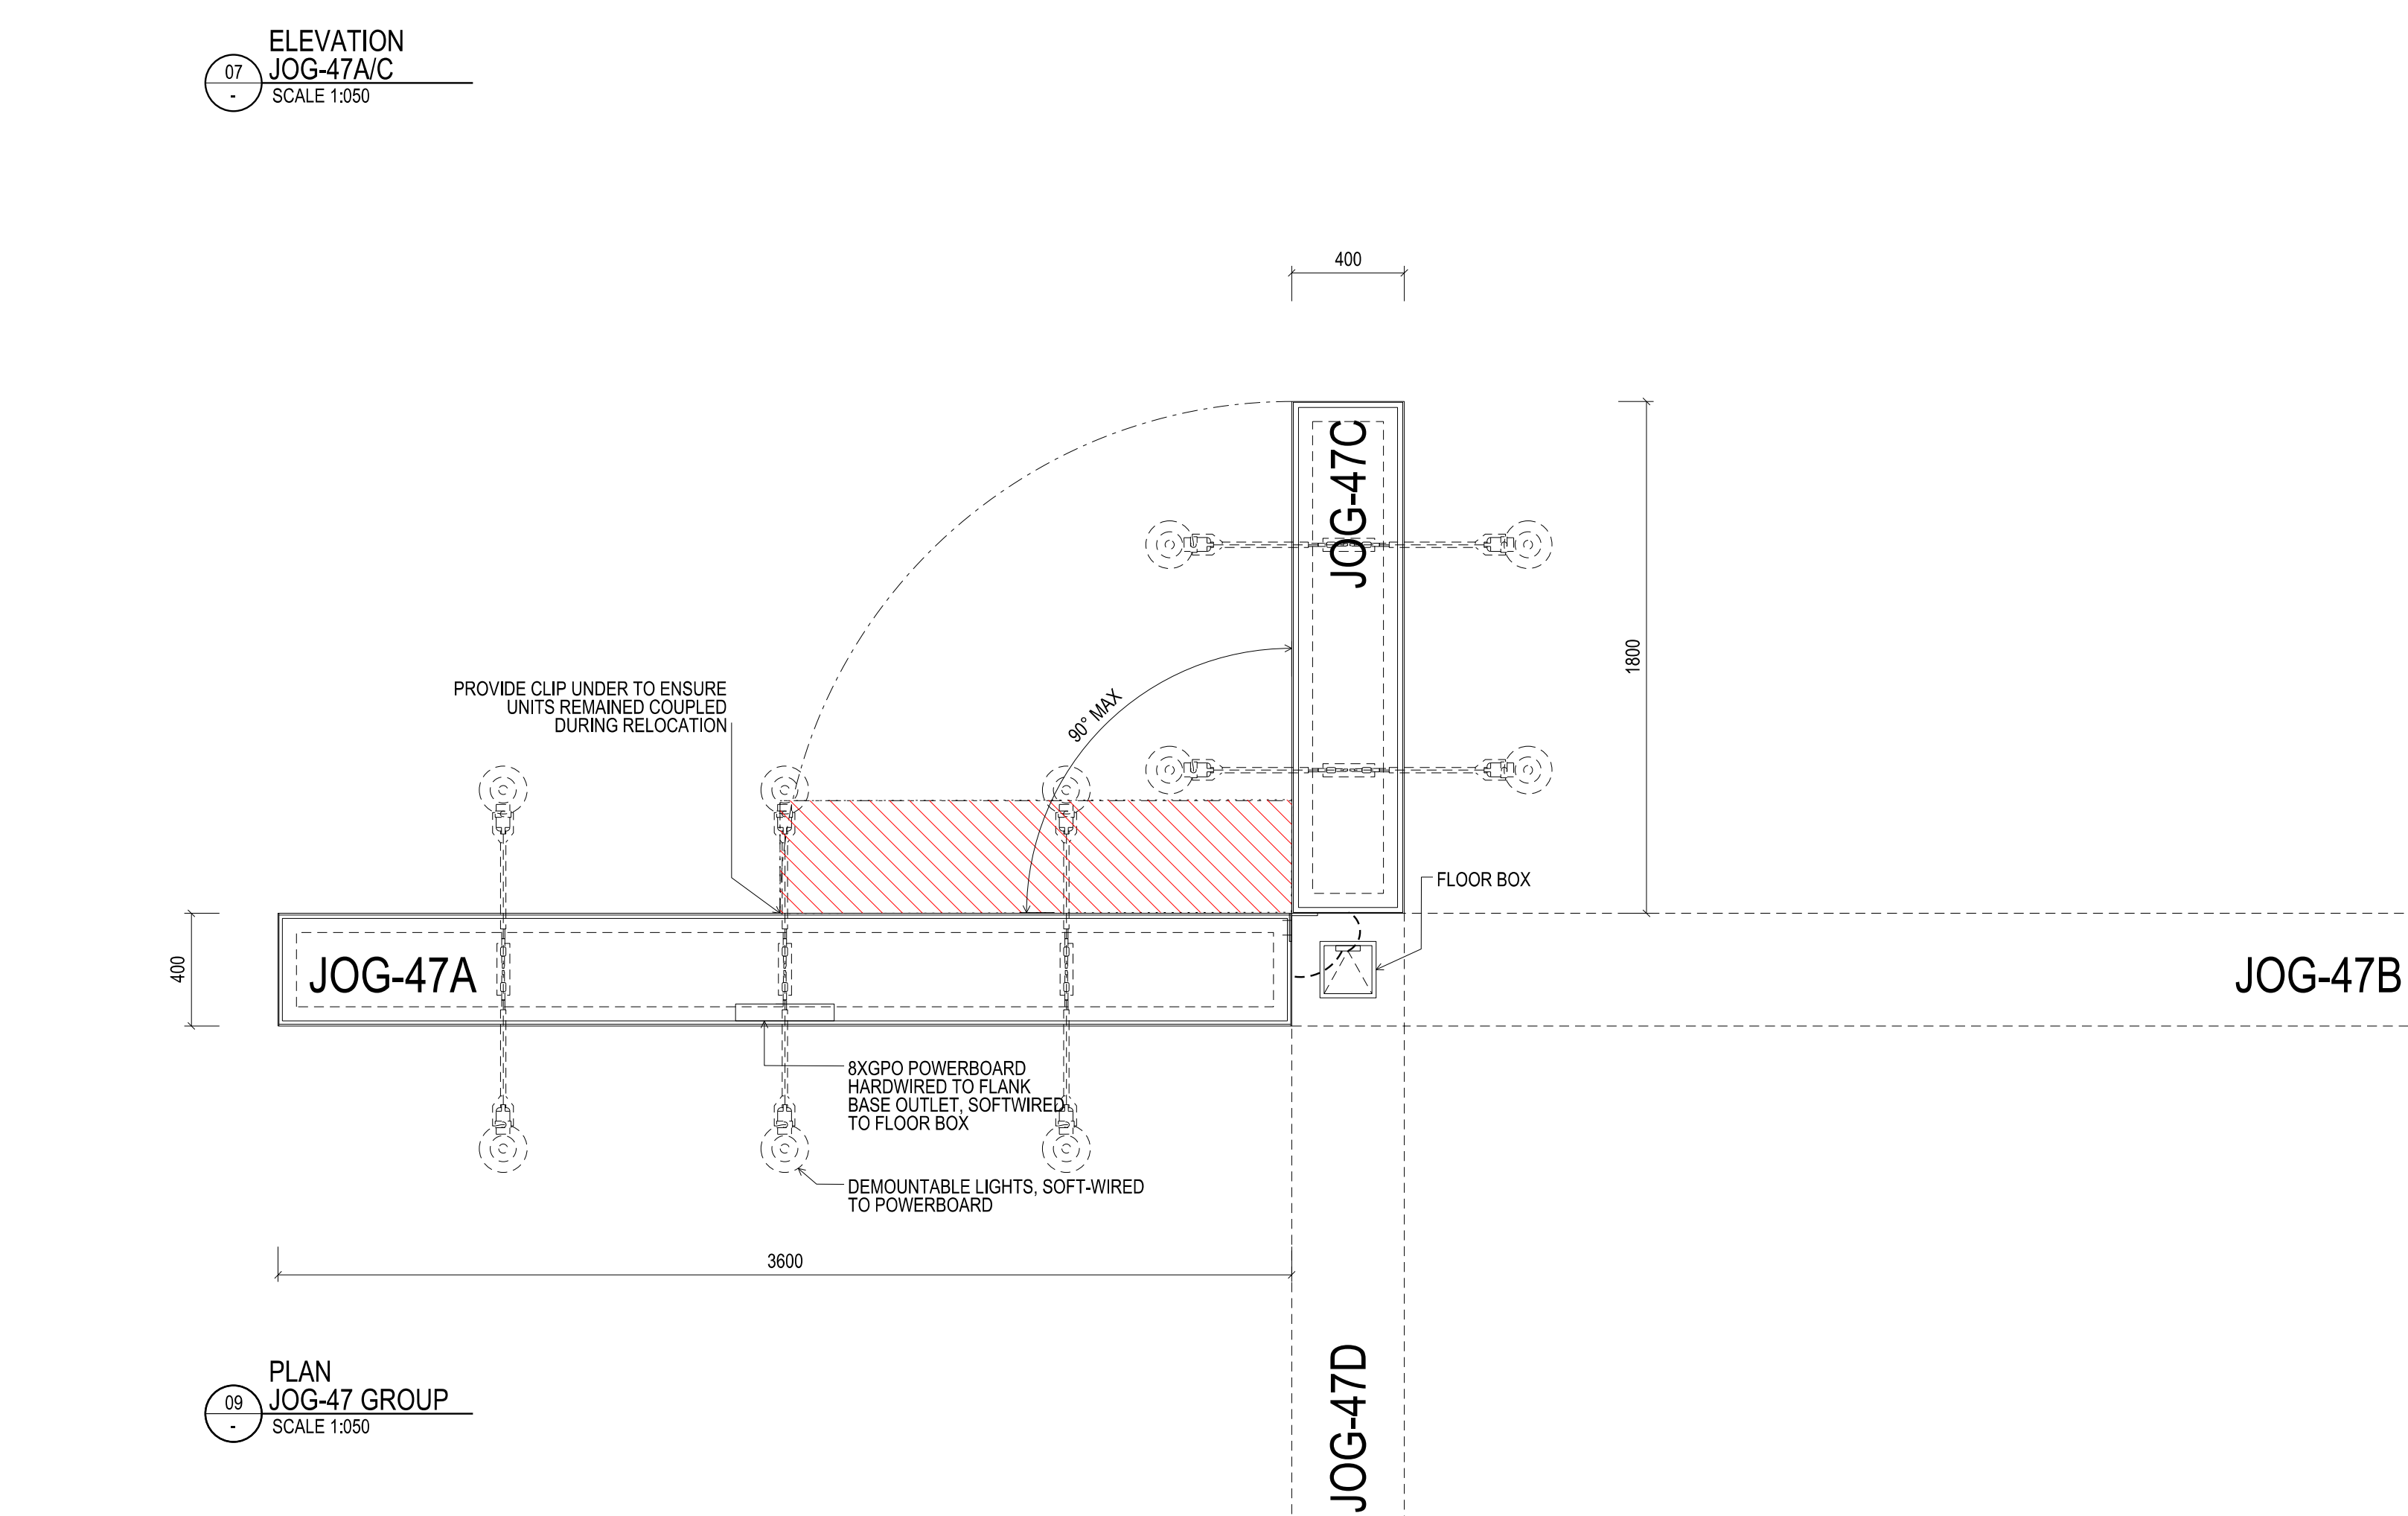 ELEVATION
07
JOG-47A/C
-
SCALE 1:050
400
JOG-47C
1800
PROVIDE CLIP UNDER TO ENSURE
UNITS REMAINED COUPLED
DURING RELOCATION
90° MAX
FLOOR BOX
400
JOG-47A
JOG-47B
8XGPO POWERBOARD
HARDWIRED TO FLANK
BASE OUTLET, SOFTWIRED
TO FLOOR BOX
DEMOUNTABLE LIGHTS, SOFT-WIRED
TO POWERBOARD
3600
JOG-47D
PLAN
09
JOG-47 GROUP
-
SCALE 1:050